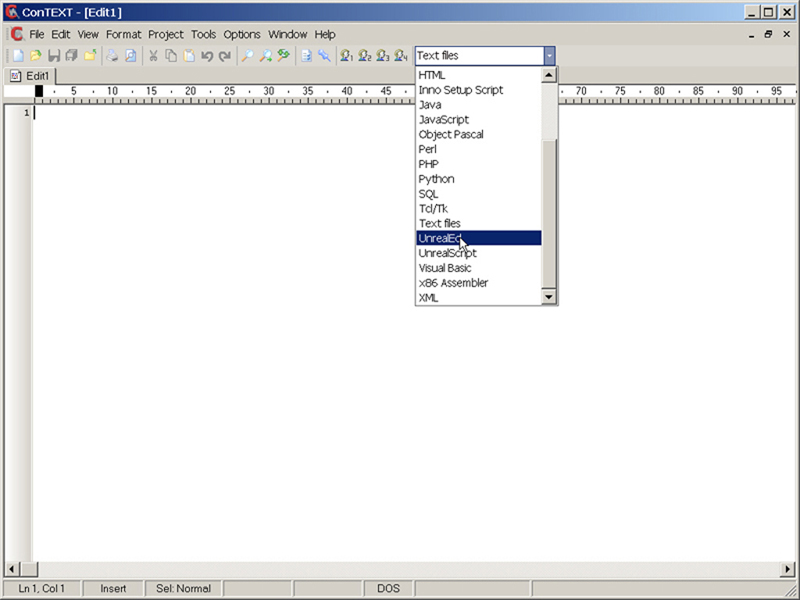 ConTEXT - [Edit1]
File Edit View Format Project Tools Options Window Help
Text files
Edit1
5 10 15 20 25 30 35 40 45 70 75 80 85 90 95
1
HTML
Inno Setup Script
Java
JavaScript
Object Pascal
Perl
PHP
Python
SQL
Tcl/Tk
Text files
UnrealEd
UnrealScript
Visual Basic
x86 Assembler
XML
Ln 1, Col 1 Insert Sel: Normal DOS